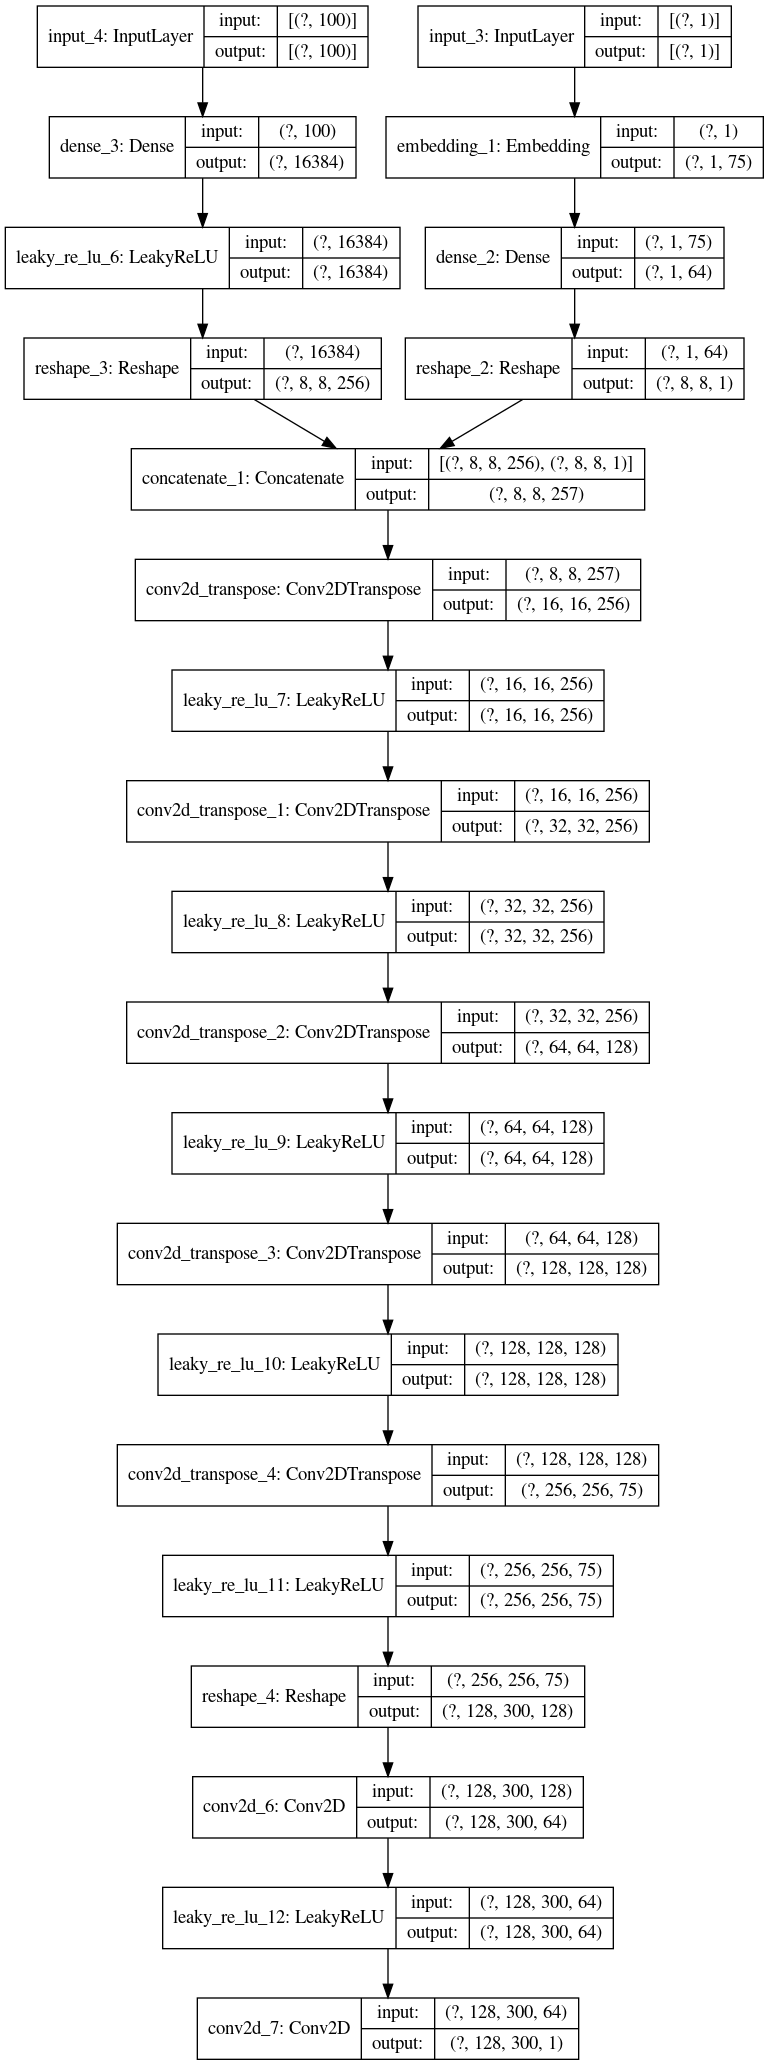 input_4: InputLayer
input: [(?, 100)]
output: [(?, 100)]
input_3: InputLayer
input: [(?, 1)]
output: [(?, 1)]
dense_3: Dense
input: (?, 100)
output: (?, 16384)
embedding_1: Embedding
input: (?, 1)
output: (?, 1, 75)
leaky_re_lu_6: LeakyReLU
input: (?, 16384)
output: (?, 16384)
dense_2: Dense
input: (?, 1, 75)
output: (?, 1, 64)
reshape_3: Reshape
input: (?, 16384)
output: (?, 8, 8, 256)
reshape_2: Reshape
input: (?, 1, 64)
output: (?, 8, 8, 1)
concatenate_1: Concatenate
input: [(?, 8, 8, 256), (?, 8, 8, 1)]
output: (?, 8, 8, 257)
conv2d_transpose: Conv2DTranspose
input: (?, 8, 8, 257)
output: (?, 16, 16, 256)
leaky_re_lu_7: LeakyReLU
input: (?, 16, 16, 256)
output: (?, 16, 16, 256)
conv2d_transpose_1: Conv2DTranspose
input: (?, 16, 16, 256)
output: (?, 32, 32, 256)
leaky_re_lu_8: LeakyReLU
input: (?, 32, 32, 256)
output: (?, 32, 32, 256)
conv2d_transpose_2: Conv2DTranspose
input: (?, 32, 32, 256)
output: (?, 64, 64, 128)
leaky_re_lu_9: LeakyReLU
input: (?, 64, 64, 128)
output: (?, 64, 64, 128)
conv2d_transpose_3: Conv2DTranspose
input: (?, 64, 64, 128)
output: (?, 128, 128, 128)
leaky_re_lu_10: LeakyReLU
input: (?, 128, 128, 128)
output: (?, 128, 128, 128)
conv2d_transpose_4: Conv2DTranspose
input: (?, 128, 128, 128)
output: (?, 256, 256, 75)
leaky_re_lu_11: LeakyReLU
input: (?, 256, 256, 75)
output: (?, 256, 256, 75)
reshape_4: Reshape
input: (?, 256, 256, 75)
output: (?, 128, 300, 128)
conv2d_6: Conv2D
input: (?, 128, 300, 128)
output: (?, 128, 300, 64)
leaky_re_lu_12: LeakyReLU
input: (?, 128, 300, 64)
output: (?, 128, 300, 64)
conv2d_7: Conv2D
input: (?, 128, 300, 64)
output: (?, 128, 300, 1)